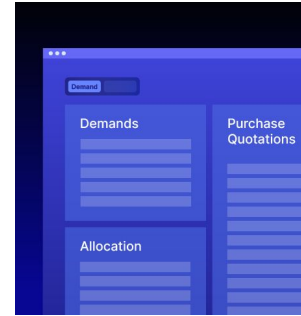 Demand
Demands
Purchase
Quotations
Allocation